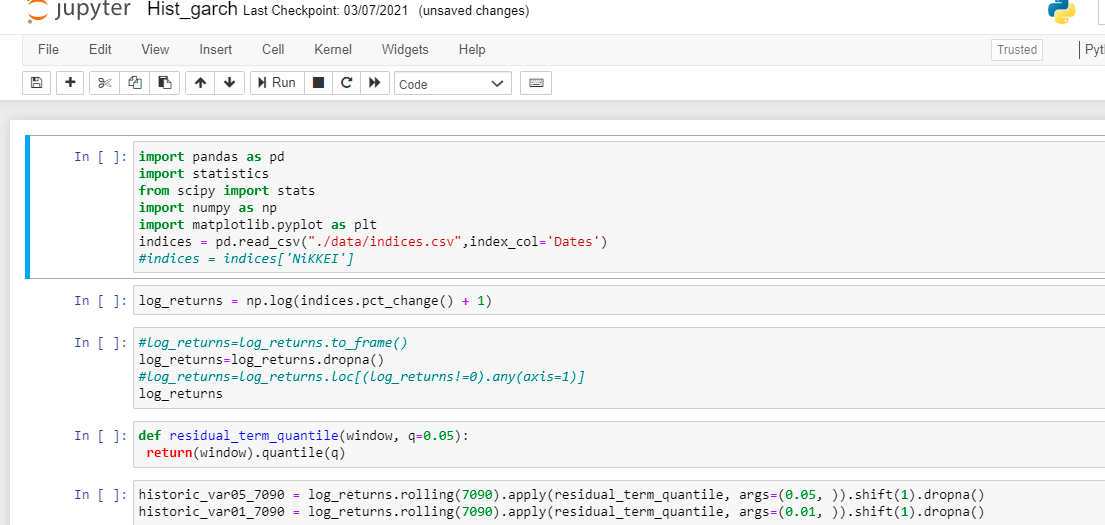 jupyter Hist_garch Last Checkpoint: 03/07/2021 (unsaved changes)
File Edit View Insert Cell Kernel Widgets Help Trusted
Run Code
In [ ]: import pandas as pd
import statistics
from scipy import stats
import numpy as np
import matplotlib.pyplot as plt
indices = pd.read_csv("./data/indices.csv",index_col='Dates')
#indices = indices['NiKKEI']
In [ ]: log_returns = np.log(indices.pct_change() + 1)
In [ ]: #log_returns=log_returns.to_frame()
log_returns=log_returns.dropna()
#log_returns=log_returns.loc[(log_returns!=0).any(axis=1)]
log_returns
In [ ]: def residual_term_quantile(window, q=0.05):
return(window).quantile(q)
In [ ]: historic_var05_7090 = log_returns.rolling(7090).apply(residual_term_quantile, args=(0.05, )).shift(1).dropna()
historic_var01_7090 = log_returns.rolling(7090).apply(residual_term_quantile, args=(0.01, )).shift(1).dropna()